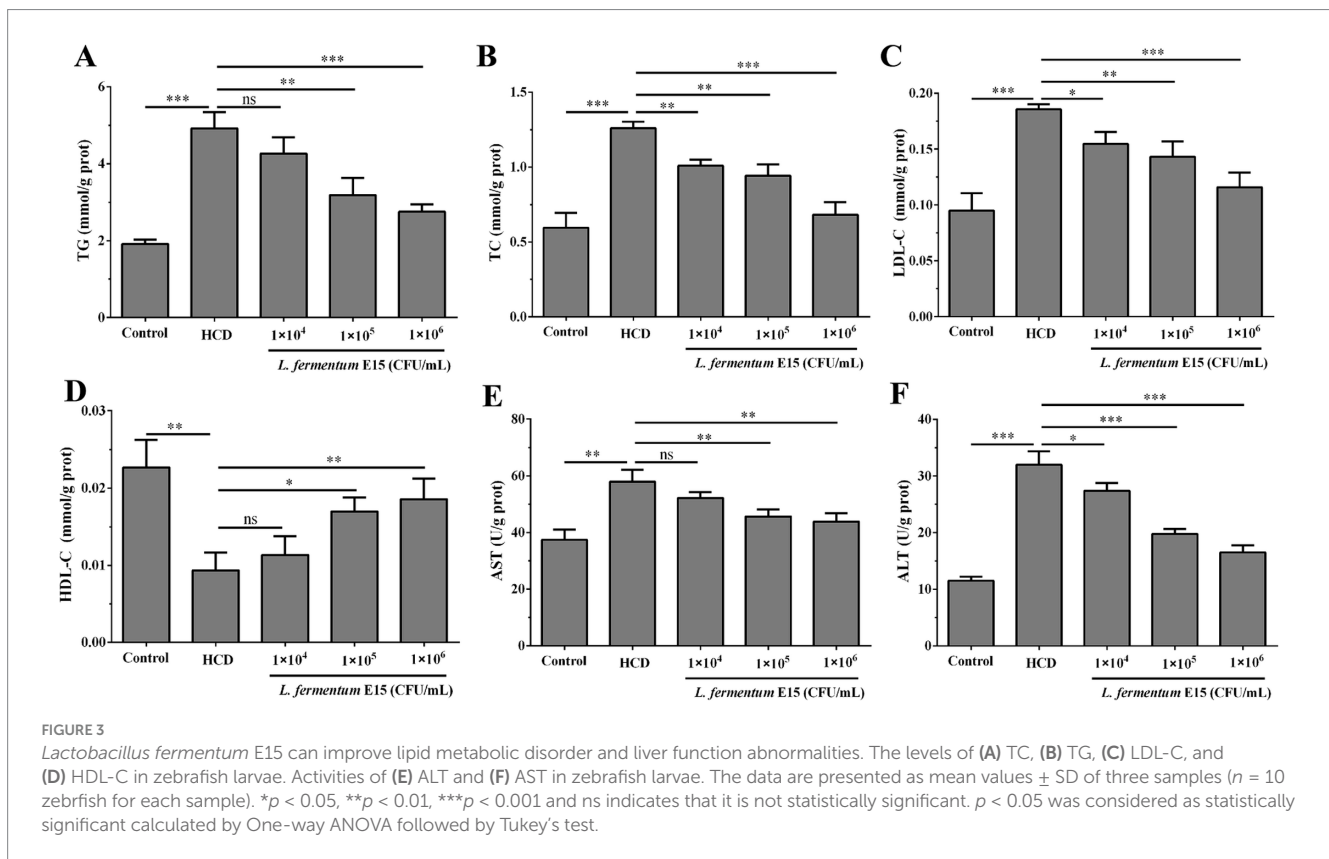 A
***
**
***
ns
TG (mmol/g prot)
6
4
2
0
Control
HCD
1×10⁴
1×10⁵
1×10⁶
L. fermentum E15 (CFU/mL)
B
***
**
***
**
TC (mmol/g prot)
1.5
1.0
0.5
0.0
Control
HCD
1×10⁴
1×10⁵
1×10⁶
L. fermentum E15 (CFU/mL)
C
***
**
***
*
LDL-C (mmol/g prot)
0.20
0.15
0.10
0.05
0.00
Control
HCD
1×10⁴
1×10⁵
1×10⁶
L. fermentum E15 (CFU/mL)
D
**
**
*
ns
HDL-C (mmol/g prot)
0.03
0.02
0.01
0.00
Control
HCD
1×10⁴
1×10⁵
1×10⁶
L. fermentum E15 (CFU/mL)
E
**
**
**
ns
AST (U/g prot)
80
60
40
20
0
Control
HCD
1×10⁴
1×10⁵
1×10⁶
L. fermentum E15 (CFU/mL)
F
***
***
***
*
ALT (U/g prot)
40
30
20
10
0
Control
HCD
1×10⁴
1×10⁵
1×10⁶
L. fermentum E15 (CFU/mL)
FIGURE 3
Lactobacillus fermentum E15 can improve lipid metabolic disorder and liver function abnormalities. The levels of (A) TC, (B) TG, (C) LDL-C, and
(D) HDL-C in zebrafish larvae. Activities of (E) ALT and (F) AST in zebrafish larvae. The data are presented as mean values ± SD of three samples (n = 10
zebrfish for each sample). *p < 0.05, **p < 0.01, ***p < 0.001 and ns indicates that it is not statistically significant. p < 0.05 was considered as statistically
significant calculated by One-way ANOVA followed by Tukey's test.